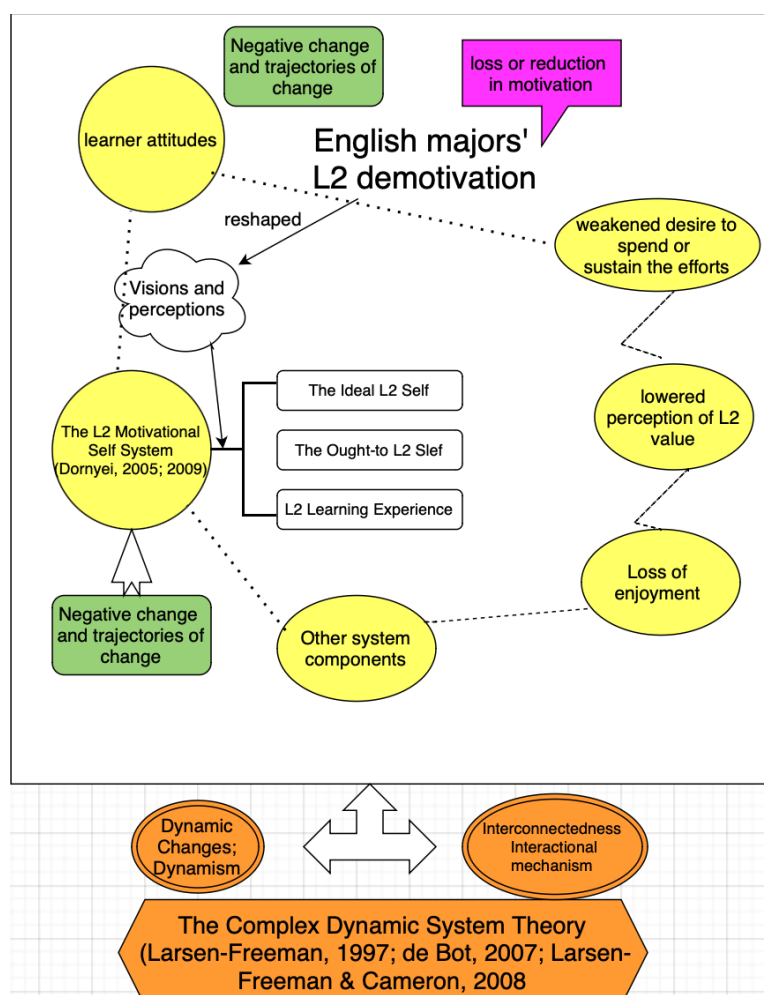 Negative change
and trajectories of
change
loss or reduction
in motivation
learner attitudes
English majors'
L2 demotivation
reshaped
weakened desire to
spend or
sustain the efforts
Visions and
perceptions
The Ideal L2 Self
lowered
perception of L2
value
The L2 Motivational
Self System
(Dornyei, 2005; 2009)
The Ought-to L2 Slef
L2 Learning Experience
Loss of
enjoyment
Negative change
and trajectories of
change
Other system
components
Dynamic
Changes;
Dynamism
Interconnectedness
Interactional
mechanism
The Complex Dynamic System Theory
(Larsen-Freeman, 1997; de Bot, 2007; Larsen-
Freeman & Cameron, 2008